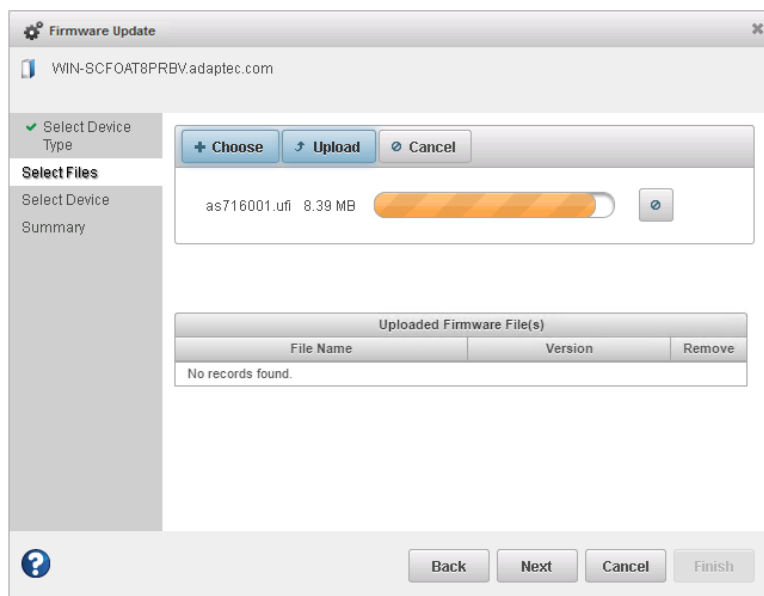 Firmware Update
WIN-SCFOAT8PRBV.adaptec.com
Select Device
Type
Select Files
Select Device
Summary
+ Choose Upload Cancel
as716001.ufi 8.39 MB
Uploaded Firmware File(s)
File Name Version Remove
No records found.
? Back Next Cancel Finish